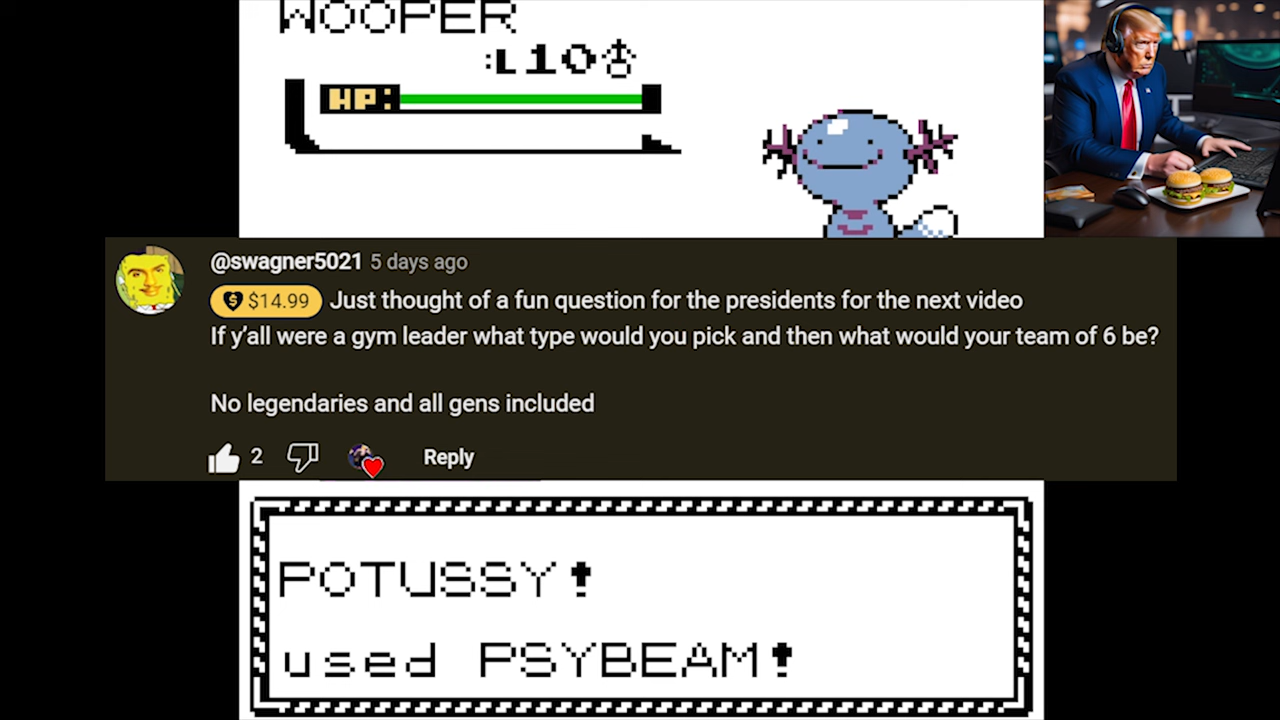 WOOPER
:L10♂
HP:
@swagner5021 5 days ago
$14.99 Just thought of a fun question for the presidents for the next video
If y'all were a gym leader what type would you pick and then what would your team of 6 be?
No legendaries and all gens included
2 Reply
POTUSSY!
used PSYBEAM!